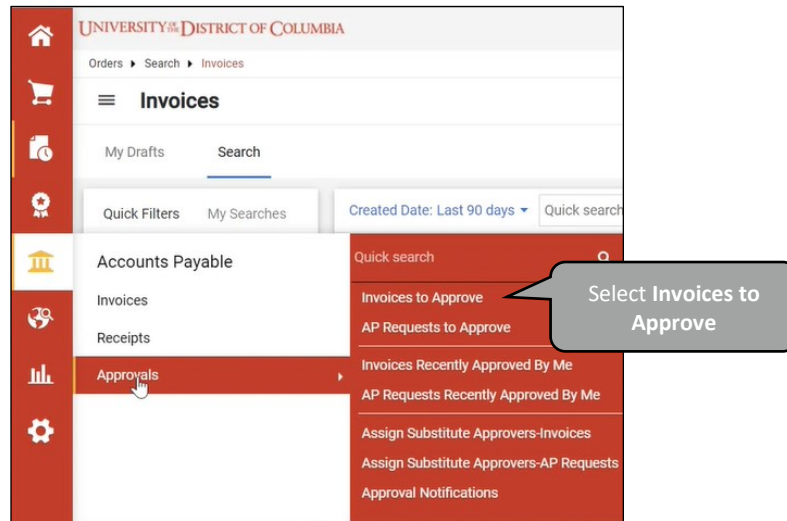 UNIVERSITY OF THE DISTRICT OF COLUMBIA
Orders ▸ Search ▸ Invoices
Invoices
My Drafts Search
Quick Filters My Searches
Created Date: Last 90 days Quick search
Accounts Payable
Invoices
Receipts
Approvals
Quick search
Invoices to Approve
AP Requests to Approve
Invoices Recently Approved By Me
AP Requests Recently Approved By Me
Assign Substitute Approvers-Invoices
Assign Substitute Approvers-AP Requests
Approval Notifications
Select Invoices to
Approve